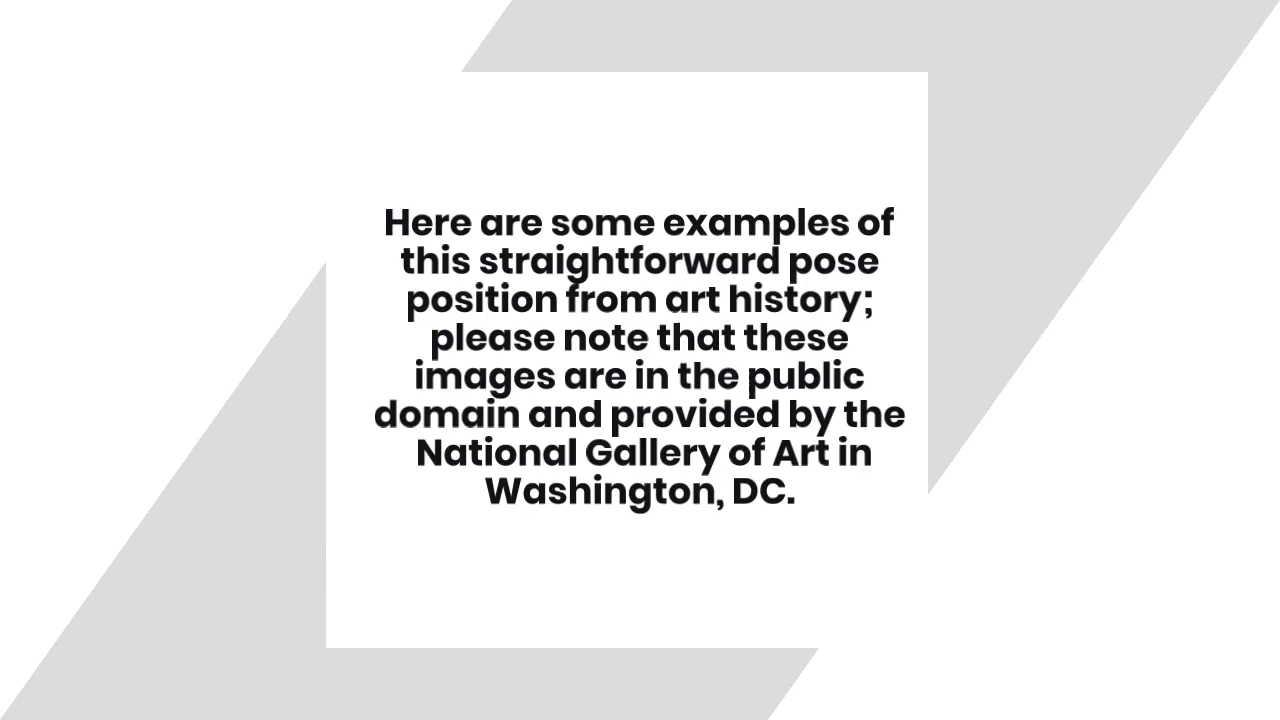 Here are some examples of
this straightforward pose
position from art history;
please note that these
images are in the public
domain and provided by the
National Gallery of Art in
Washington, DC.